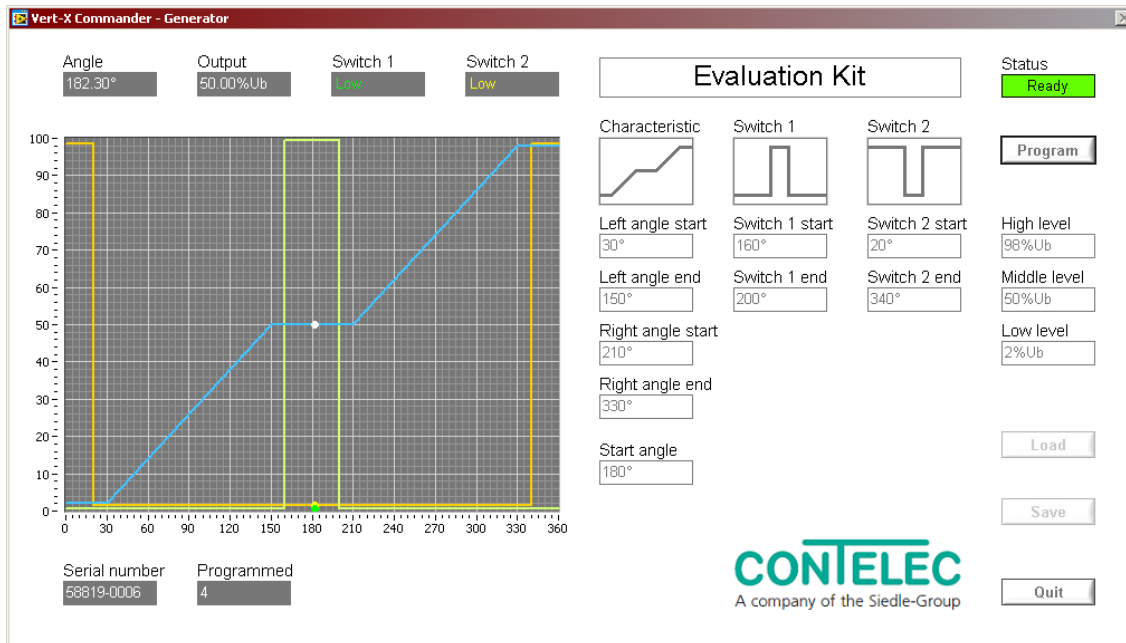 Vert-X Commander - Generator
Angle
182.30°
Output
50.00%Ub
Switch 1
Low
Switch 2
Low
Evaluation Kit
Status
Ready
Characteristic
Switch 1
Switch 2
Program
100
90
80
70
60
50
40
30
20
10
0
0 30 60 90 120 150 180 210 240 270 300 330 360
Left angle start
30°
Switch 1 start
160°
Switch 2 start
20°
High level
98%Ub
Left angle end
150°
Switch 1 end
200°
Switch 2 end
340°
Middle level
50%Ub
Right angle start
210°
Low level
2%Ub
Right angle end
330°
Start angle
180°
Load
Save
Serial number
58819-0006
Programmed
4
CONTELEC
A company of the Siedle-Group
Quit